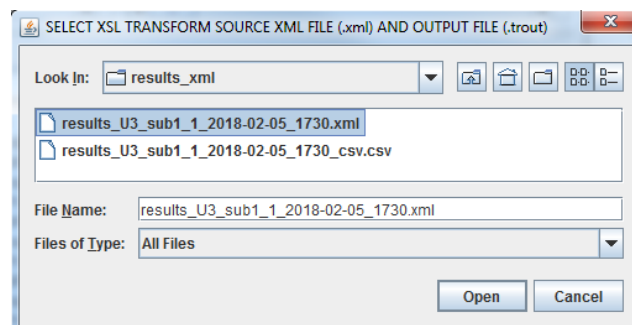 SELECT XSL TRANSFORM SOURCE XML FILE (.xml) AND OUTPUT FILE (.trout)
Look In: results_xml
results_U3_sub1_1_2018-02-05_1730.xml
results_U3_sub1_1_2018-02-05_1730_csv.csv
File Name: results_U3_sub1_1_2018-02-05_1730.xml
Files of Type: All Files
Open Cancel